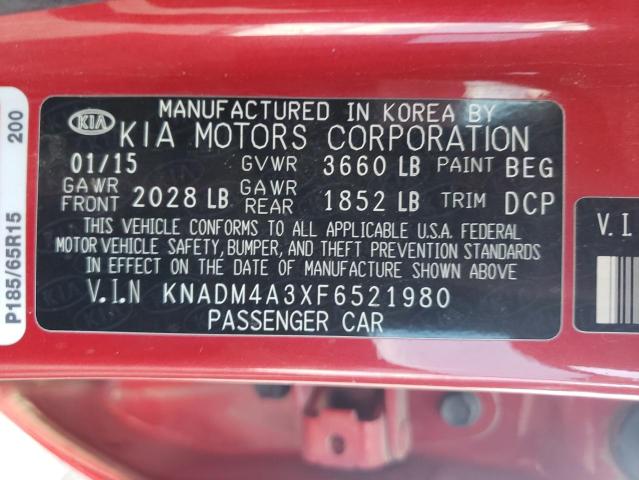 MANUFACTURED IN KOREA BY
KIA KIA MOTORS CORPORATION
01/15 GVWR 3660 LB PAINT BEG
GAWR FRONT 2028 LB GAWR REAR 1852 LB TRIM DCP
THIS VEHICLE CONFORMS TO ALL APPLICABLE U.S.A. FEDERAL
MOTOR VEHICLE SAFETY, BUMPER, AND THEFT PREVENTION STANDARDS
IN EFFECT ON THE DATE OF MANUFACTURE SHOWN ABOVE
V.I.N KNADM4A3XF6521980
PASSENGER CAR
P185/65R15 200
V.I